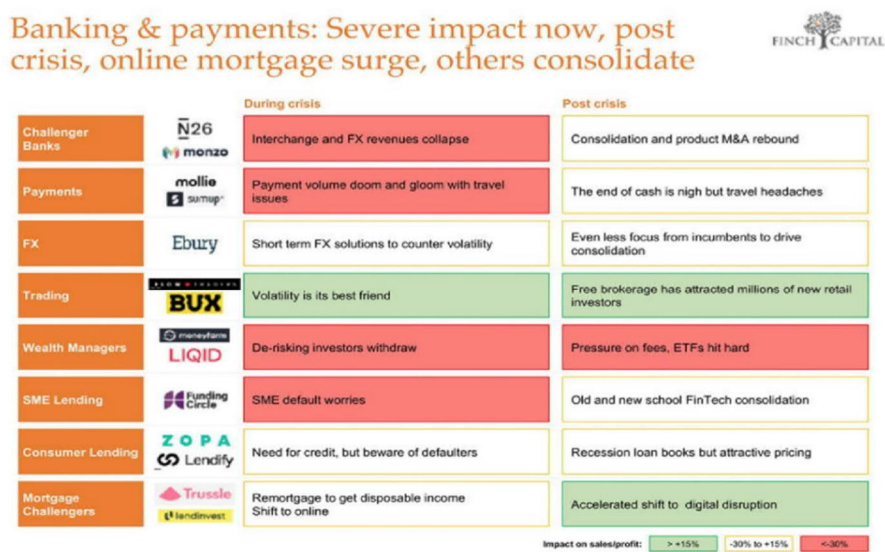 Banking & payments: Severe impact now, post
crisis, online mortgage surge, others consolidate
FINCH CAPITAL
During crisis
Post crisis
Challenger
Banks
N26
monzo
Interchange and FX revenues collapse
Consolidation and product M&A rebound
Payments
mollie
sumup
Payment volume doom and gloom with travel
issues
The end of cash is nigh but travel headaches
FX
Ebury
Short term FX solutions to counter volatility
Even less focus from incumbents to drive
consolidation
Trading
BUX
Volatility is its best friend
Free brokerage has attracted millions of new retail
investors
Wealth Managers
moneyfarm
LIQID
De-risking investors withdraw
Pressure on fees, ETFs hit hard
SME Lending
Funding
Circle
SME default worries
Old and new school FinTech consolidation
Consumer Lending
ZOPA
Lendify
Need for credit, but beware of defaulters
Recession loan books but attractive pricing
Mortgage
Challengers
Trussle
lendinvest
Remortgage to get disposable income
Shift to online
Accelerated shift to digital disruption
Impact on sales/profit:
> +15%
-30% to +15%
<-30%